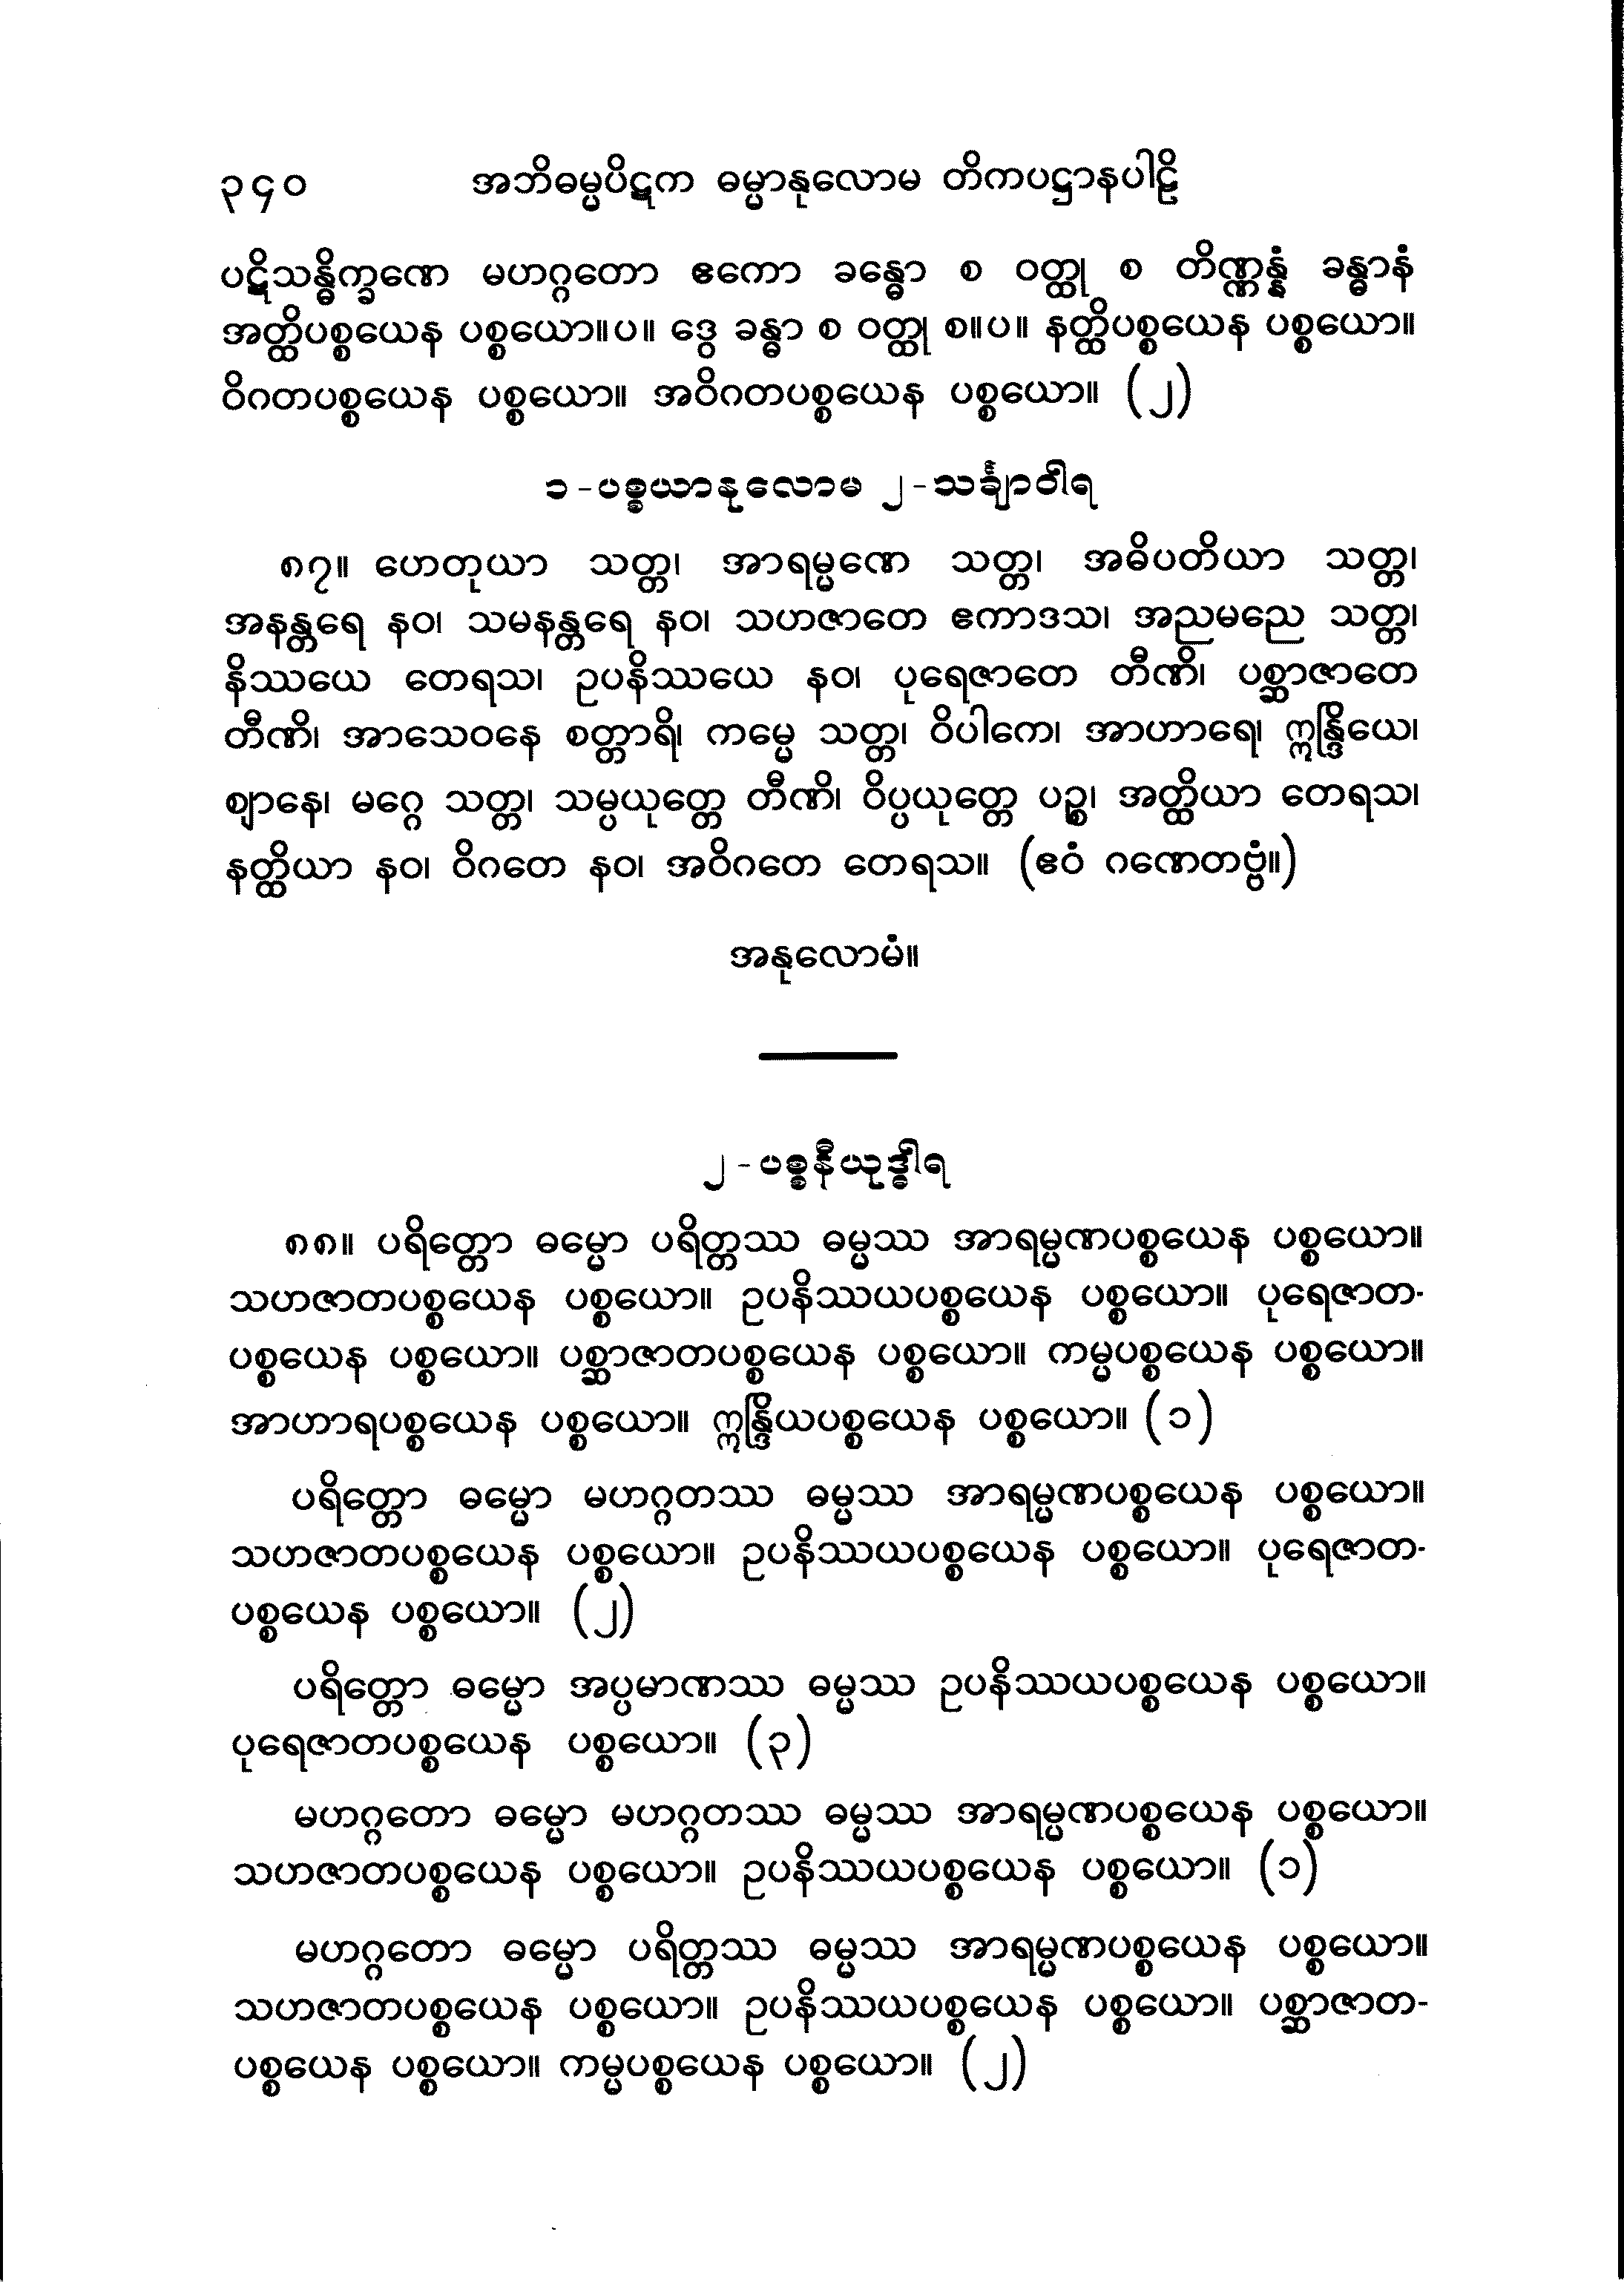 ၃၄၀ အဘိဓမ္မပိဋက ဓမ္မာနုလောမ တိကပဋ္ဌာနပါဠိ
ပဋိသန္ဓိက္ခဏေ မဟဂ္ဂတော ဧကော ခန္ဓော စ ဝတ္ထု စ တိဏ္ဏန္နံ ခန္ဓာနံ
အတ္ထိပစ္စယေန ပစ္စယော။ပ။ ဒွေ ခန္ဓာ စ ဝတ္ထု စ။ပ။ နတ္ထိပစ္စယေန ပစ္စယော။
ဝိဂတပစ္စယေန ပစ္စယော။ အဝိဂတပစ္စယေန ပစ္စယော။ (၂)
၁-ပစ္စယာနုလောမ ၂-သင်္ချာဝါရ
၈၇။ ဟေတုယာ သတ္တ၊ အာရမ္မဏေ သတ္တ၊ အဓိပတိယာ သတ္တ၊
အနန္တရေ နဝ၊ သမနန္တရေ နဝ၊ သဟဇာတေ ဧကာဒသ၊ အညမညေ သတ္တ၊
နိဿယေ တေရသ၊ ဥပနိဿယေ နဝ၊ ပုရေဇာတေ တီဏိ၊ ပစ္ဆာဇာတေ
တီဏိ၊ အာသေဝနေ စတ္တာရိ၊ ကမ္မေ သတ္တ၊ ဝိပါကေ၊ အာဟာရေ၊ ဣန္ဒြိယေ၊
ဈာနေ၊ မဂ္ဂေ သတ္တ၊ သမ္ပယုတ္တေ တီဏိ၊ ဝိပ္ပယုတ္တေ ပဉ္စ၊ အတ္ထိယာ တေရသ၊
နတ္ထိယာ နဝ၊ ဝိဂတေ နဝ၊ အဝိဂတေ တေရသ။ (ဧဝံ ဂဏေတဗ္ဗံ။)
အနုလောမံ။
၂-ပစ္စနီယုဒ္ဓါရ
၈၈။ ပရိတ္တော ဓမ္မော ပရိတ္တဿ ဓမ္မဿ အာရမ္မဏပစ္စယေန ပစ္စယော။
သဟဇာတပစ္စယေန ပစ္စယော။ ဥပနိဿယပစ္စယေန ပစ္စယော။ ပုရေဇာတ-
ပစ္စယေန ပစ္စယော။ ပစ္ဆာဇာတပစ္စယေန ပစ္စယော။ ကမ္မပစ္စယေန ပစ္စယော။
အာဟာရပစ္စယေန ပစ္စယော။ ဣန္ဒြိယပစ္စယေန ပစ္စယော။ (၁)
ပရိတ္တော ဓမ္မော မဟဂ္ဂတဿ ဓမ္မဿ အာရမ္မဏပစ္စယေန ပစ္စယော။
သဟဇာတပစ္စယေန ပစ္စယော။ ဥပနိဿယပစ္စယေန ပစ္စယော။ ပုရေဇာတ-
ပစ္စယေန ပစ္စယော။ (၂)
ပရိတ္တော ဓမ္မော အပ္ပမာဏဿ ဓမ္မဿ ဥပနိဿယပစ္စယေန ပစ္စယော။
ပုရေဇာတပစ္စယေန ပစ္စယော။ (၃)
မဟဂ္ဂတော ဓမ္မော မဟဂ္ဂတဿ ဓမ္မဿ အာရမ္မဏပစ္စယေန ပစ္စယော။
သဟဇာတပစ္စယေန ပစ္စယော။ ဥပနိဿယပစ္စယေန ပစ္စယော။ (၁)
မဟဂ္ဂတော ဓမ္မော ပရိတ္တဿ ဓမ္မဿ အာရမ္မဏပစ္စယေန ပစ္စယော။
သဟဇာတပစ္စယေန ပစ္စယော။ ဥပနိဿယပစ္စယေန ပစ္စယော။ ပစ္ဆာဇာတ-
ပစ္စယေန ပစ္စယော။ ကမ္မပစ္စယေန ပစ္စယော။ (၂)